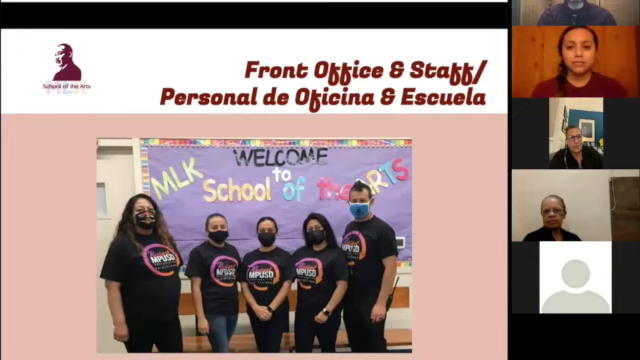 Front Office & Staff/
Personal de Oficina & Escuela
School of the Arts
WELCOME
to
MLK School of the ARTS
MPUSD
MPUSD
MPUSD
MPUSD